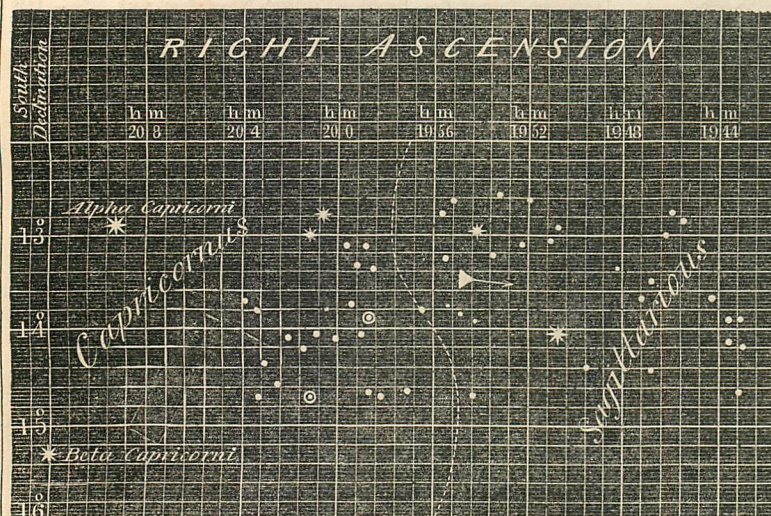 RIGHT ASCENSION
South
Declination
h m h m h m h m h m h m h m
20 8 20 4 20 0 19 56 19 52 19 48 19 44
Alpha Capricorni
13°
Capricornus
Sagittarious
14°
15°
Beta Capricorni
16°